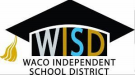 WISD
WACO INDEPENDENT
SCHOOL DISTRICT